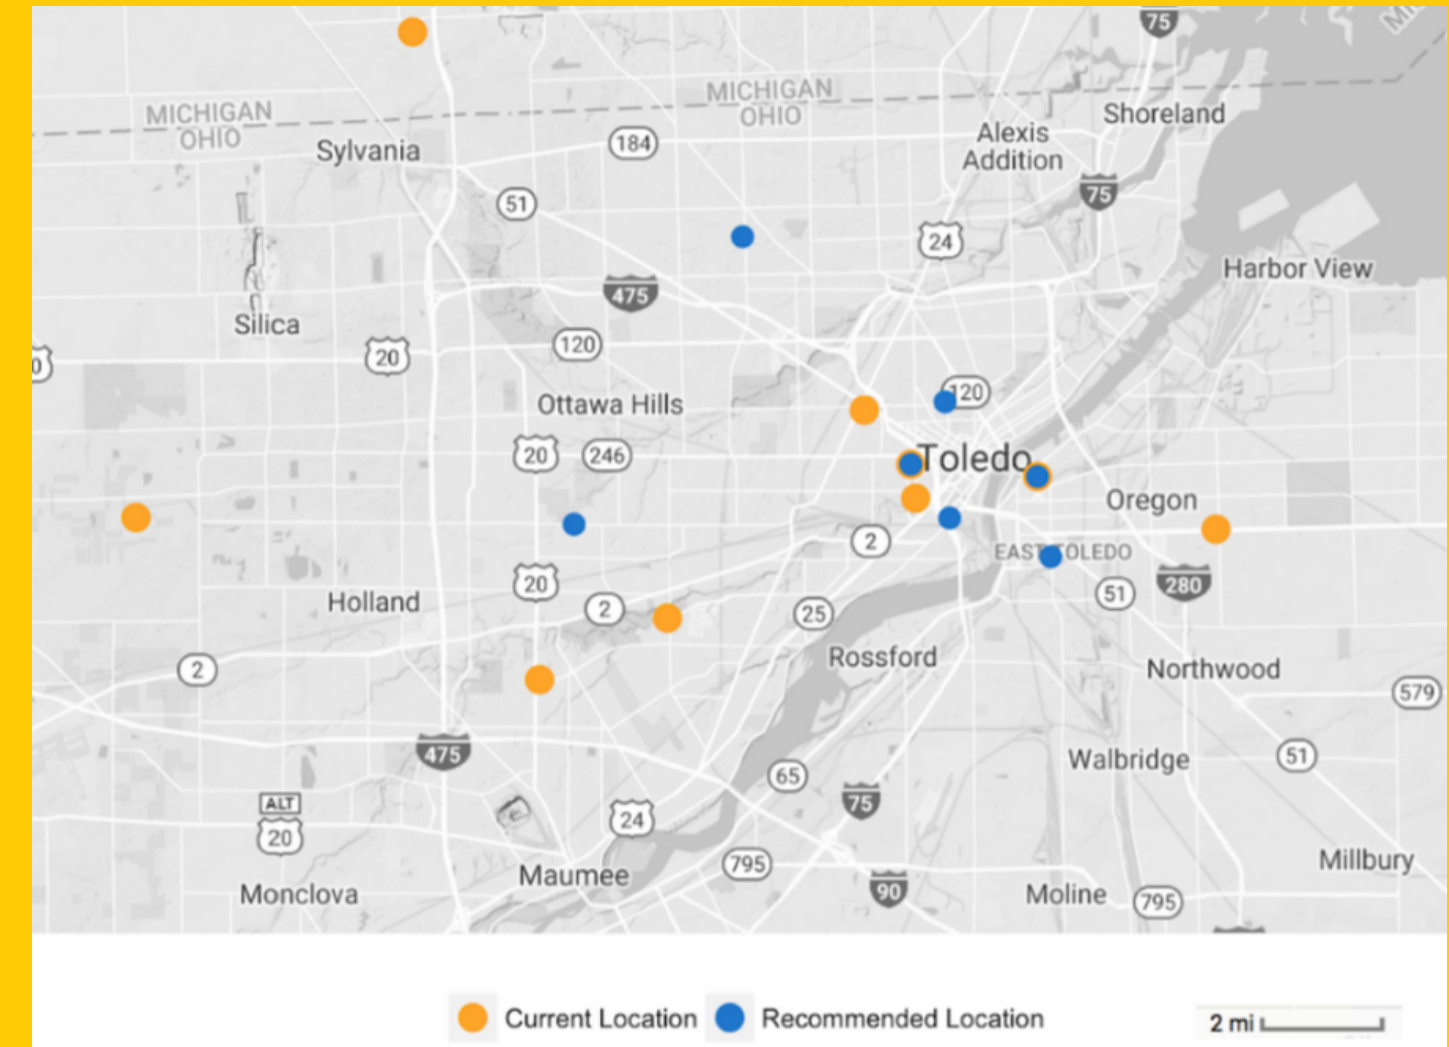 75
MICHIGAN
OHIO
MICHIGAN
OHIO
Shoreland
Alexis
Addition
Sylvania
184
51
75
24
Harbor View
475
Silica
120
20
0
Ottawa Hills
120
20
246
Toledo
Oregon
2
EAST TOLEDO
20
280
Holland
2
51
25
Rossford
2
Northwood
579
475
Walbridge
51
65
ALT
20
75
24
Maumee
795
Millbury
Monclova
90
Moline
795
Current Location
Recommended Location
2 mi